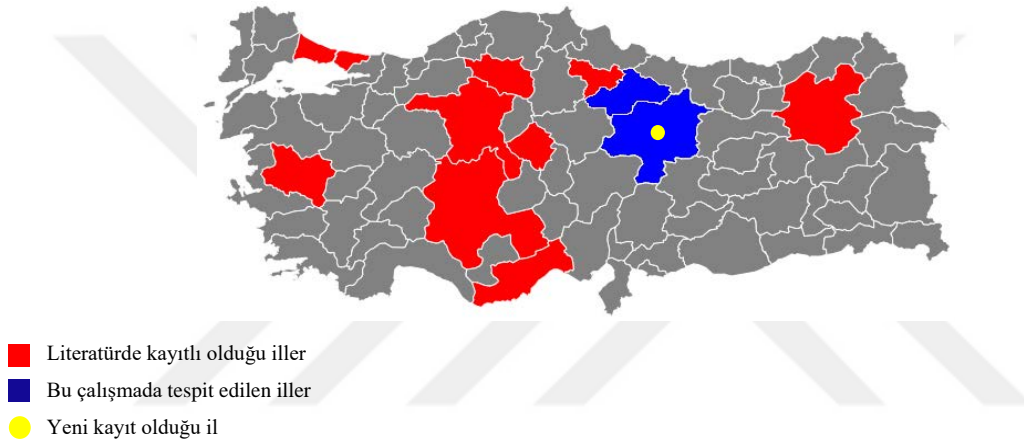 Literatürde kayıtlı olduğu iller
Bu çalışmada tespit edilen iller
Yeni kayıt olduğu il